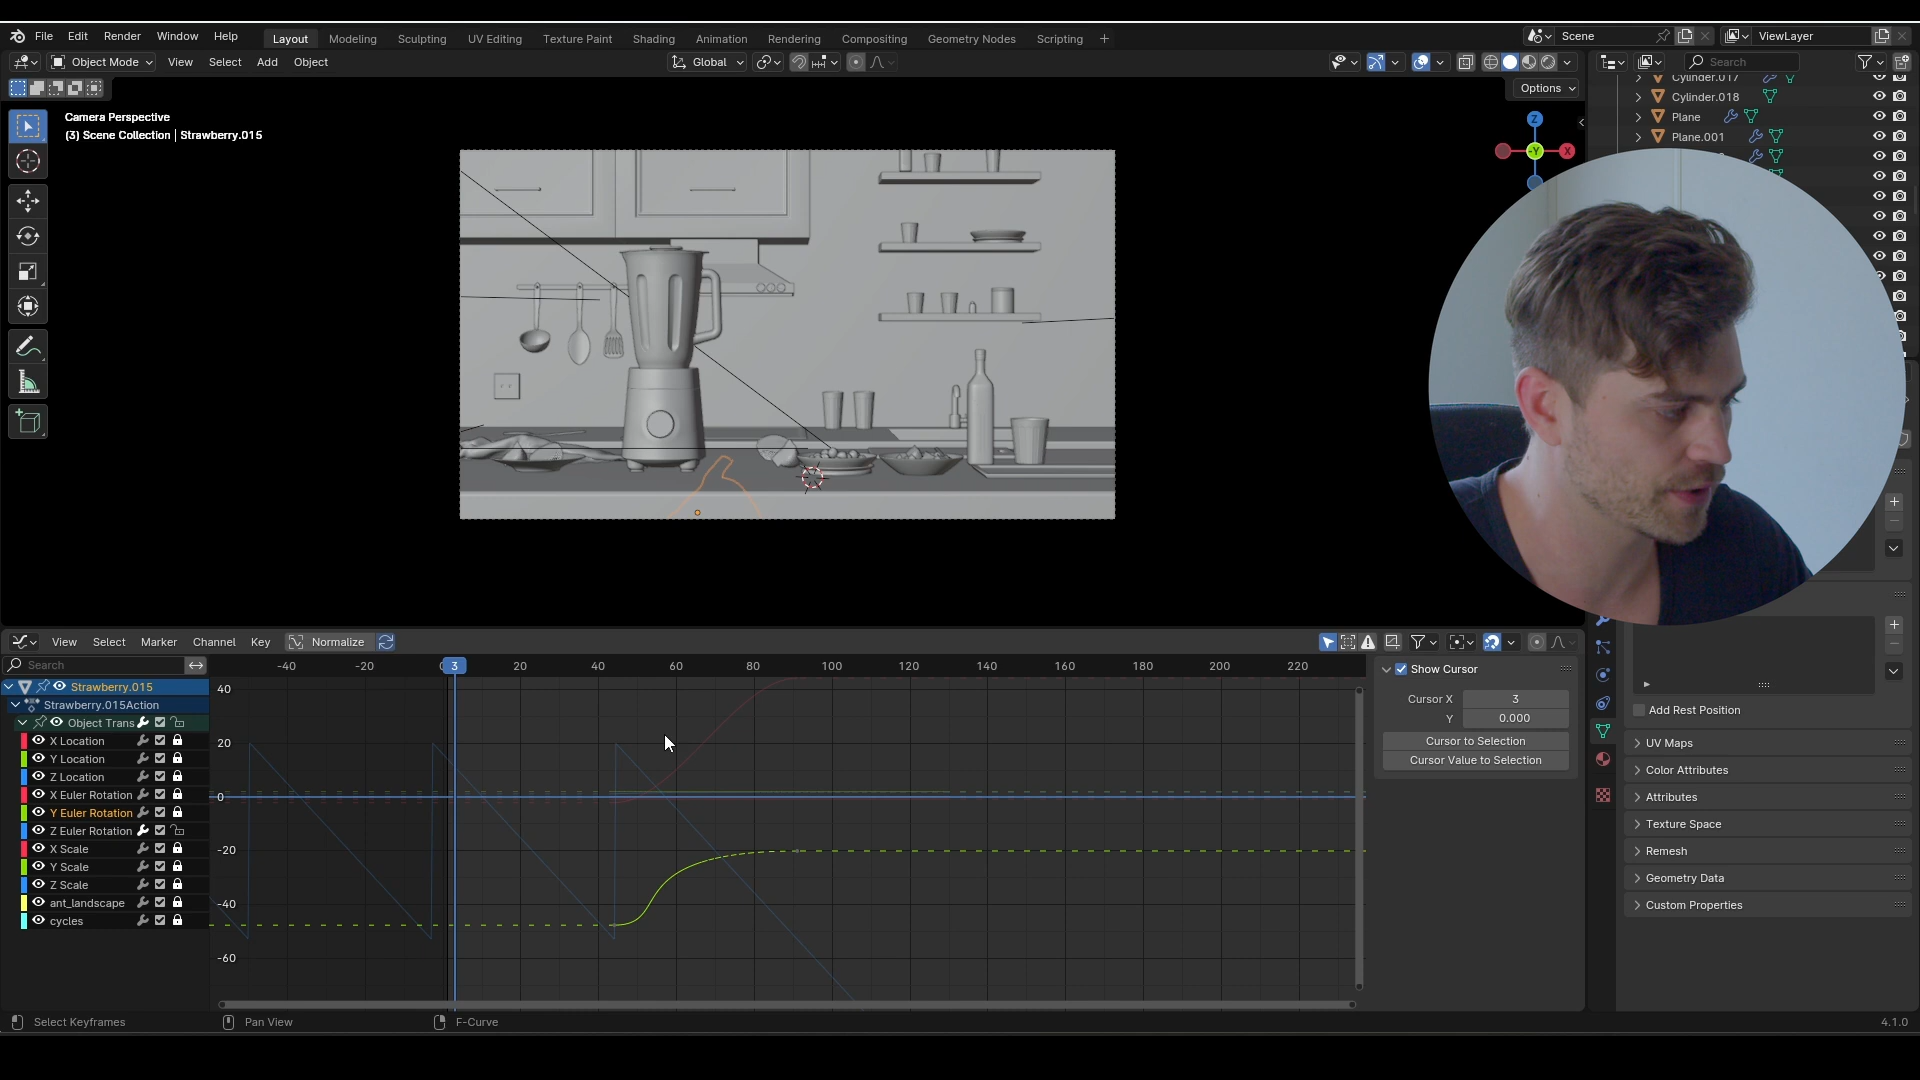 File Edit Render Window Help Layout Modeling Sculpting UV Editing Texture Paint Shading Animation Rendering Compositing Geometry Nodes Scripting + Scene ViewLayer
Object Mode View Select Add Object Global Search
Options
Camera Perspective
(3) Scene Collection | Strawberry.015
Z
-Y
X
Cylinder.017
Cylinder.018
Plane
Plane.001
View Select Marker Channel Key Normalize
Search
-40 -20 3 20 40 60 80 100 120 140 160 180 200 220
Strawberry.015
Strawberry.015Action
Object Trans
X Location
Y Location
Z Location
X Euler Rotation
Y Euler Rotation
Z Euler Rotation
X Scale
Y Scale
Z Scale
ant_landscape
cycles
40
20
0
-20
-40
-60
Show Cursor
Cursor X 3
Y 0.000
Cursor to Selection
Cursor Value to Selection
Add Rest Position
UV Maps
Color Attributes
Attributes
Texture Space
Remesh
Geometry Data
Custom Properties
Select Keyframes Pan View F-Curve 4.1.0